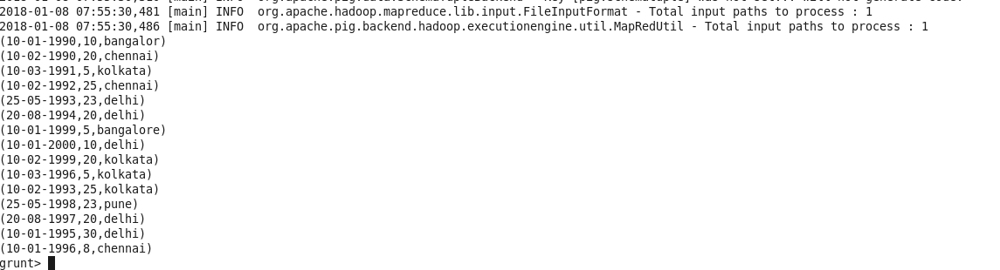 2018-01-08 07:55:30,481 [main] INFO  org.apache.hadoop.mapreduce.lib.input.FileInputFormat - Total input paths to process : 1
2018-01-08 07:55:30,486 [main] INFO  org.apache.pig.backend.hadoop.executionengine.util.MapRedUtil - Total input paths to process : 1
(10-01-1990,10,bangalor)
(10-02-1990,20,chennai)
(10-03-1991,5,kolkata)
(10-02-1992,25,chennai)
(25-05-1993,23,delhi)
(20-08-1994,20,delhi)
(10-01-1999,5,bangalore)
(10-01-2000,10,delhi)
(10-02-1999,20,kolkata)
(10-03-1996,5,kolkata)
(10-02-1993,25,kolkata)
(25-05-1998,23,pune)
(20-08-1997,20,delhi)
(10-01-1995,30,delhi)
(10-01-1996,8,chennai)
grunt>